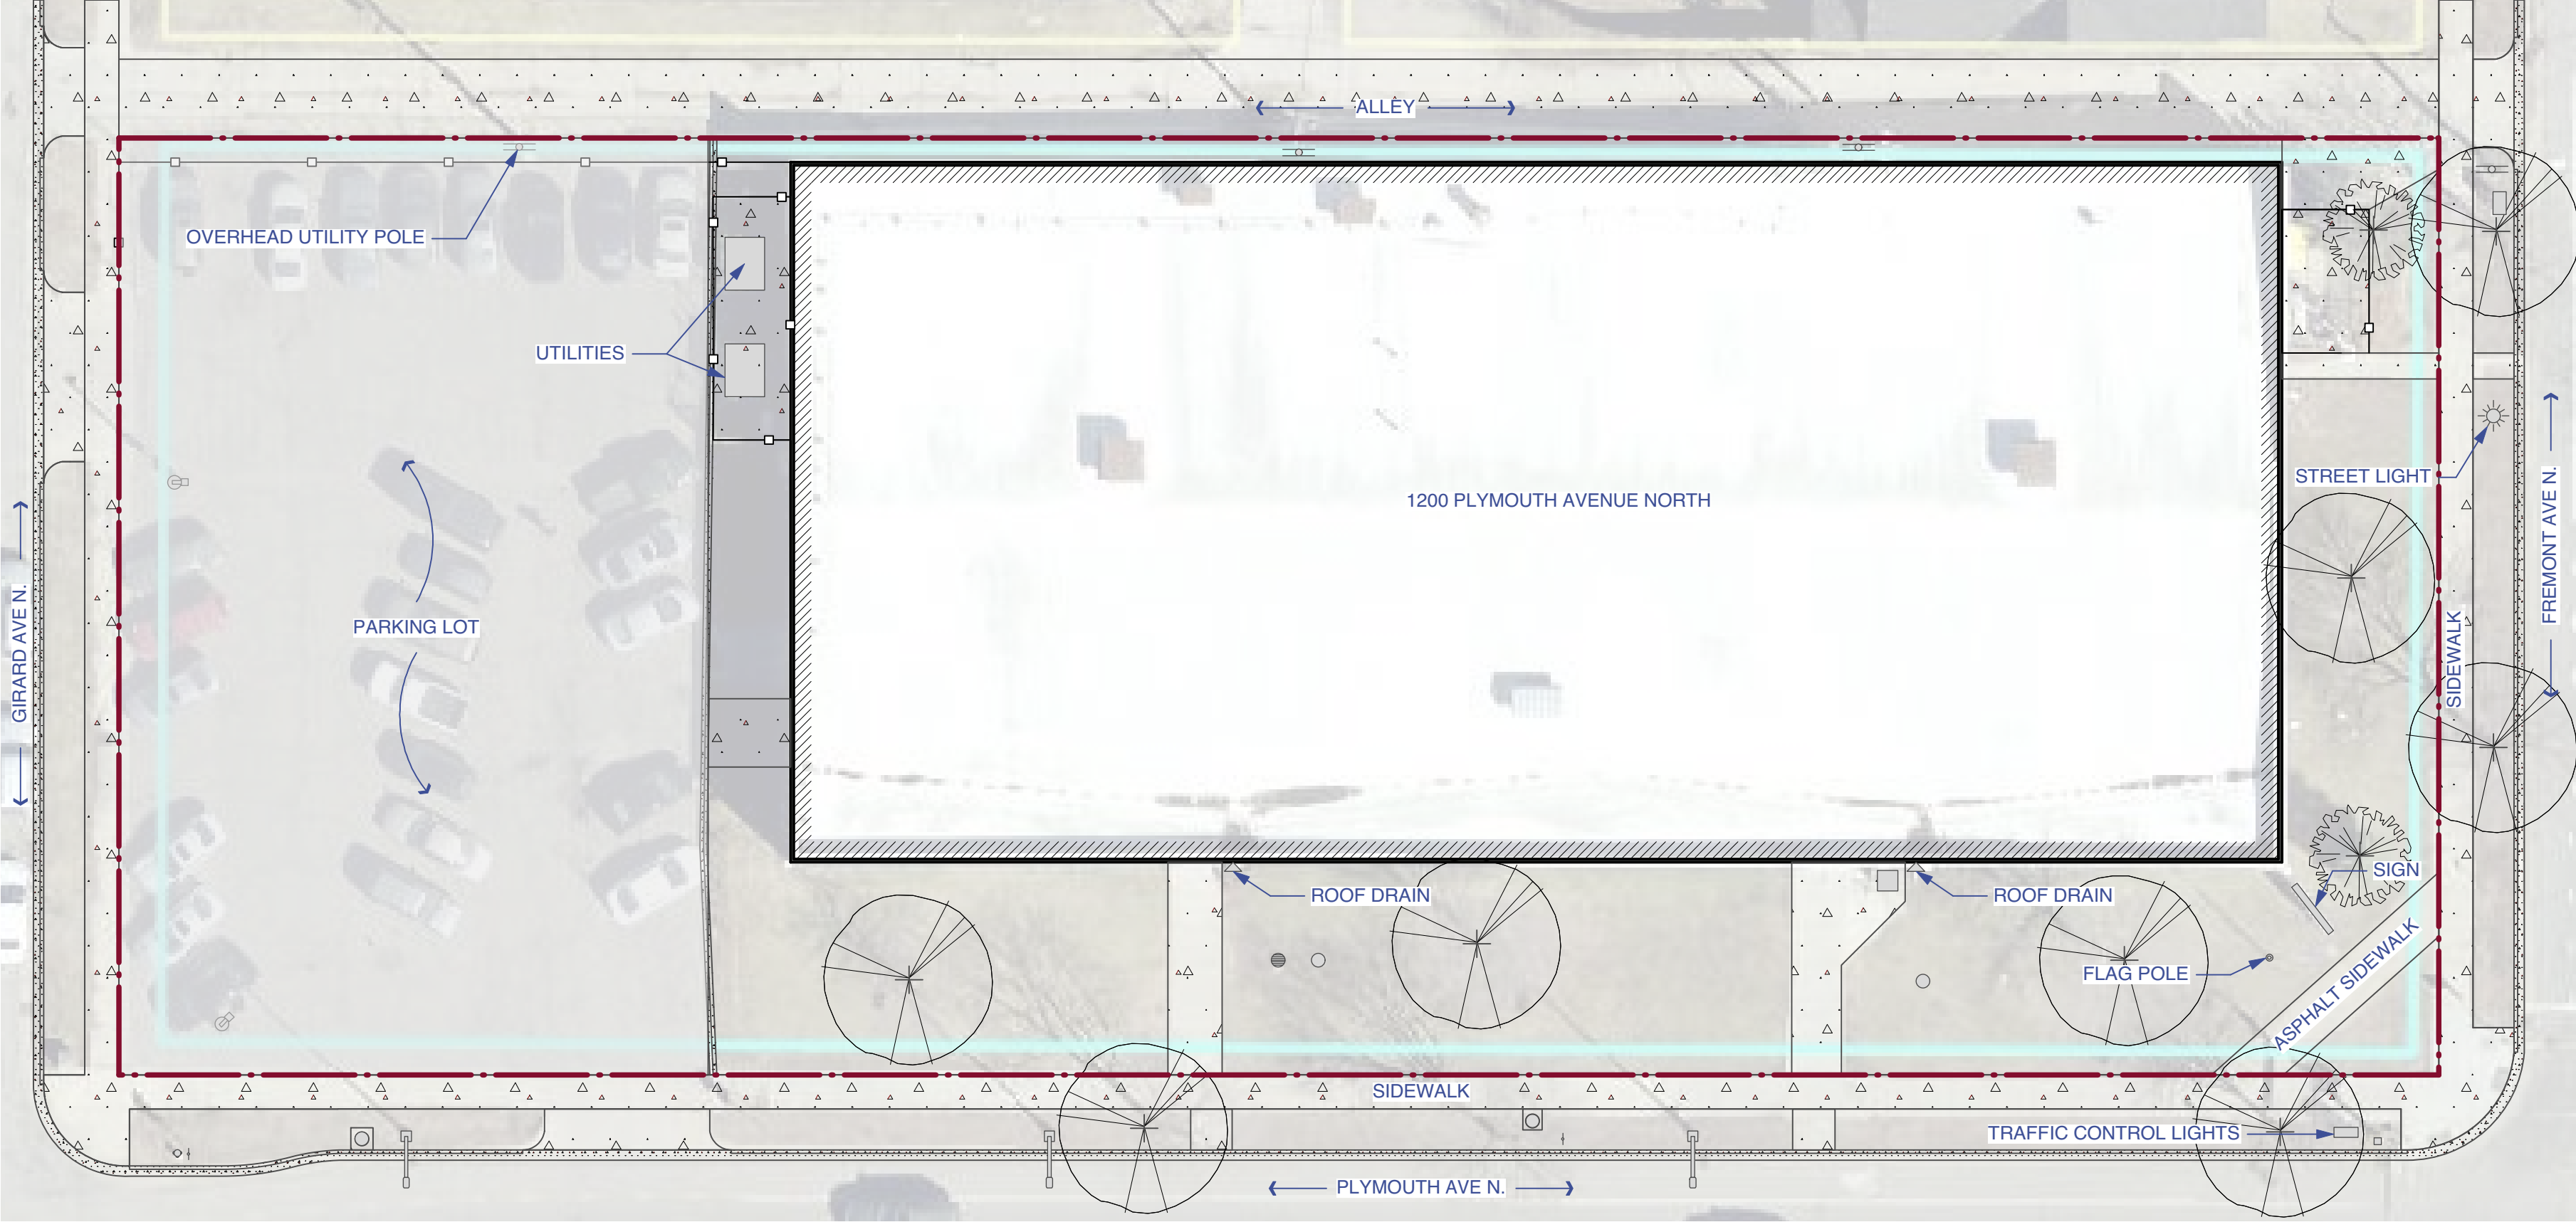 ALLEY
OVERHEAD UTILITY POLE
UTILITIES
1200 PLYMOUTH AVENUE NORTH
STREET LIGHT
FREMONT AVE N.
GIRARD AVE N.
PARKING LOT
SIDEWALK
SIGN
ROOF DRAIN
ROOF DRAIN
FLAG POLE
ASPHALT SIDEWALK
SIDEWALK
TRAFFIC CONTROL LIGHTS
PLYMOUTH AVE N.